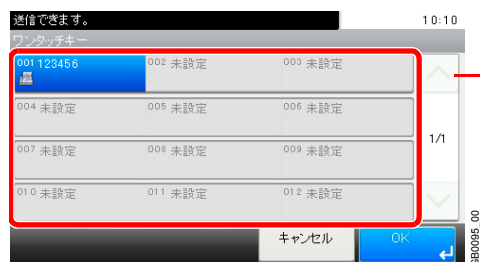 送信できます。 10:10
ワンタッチキー
001 123456 002 未設定 003 未設定
004 未設定 005 未設定 006 未設定
1/1
007 未設定 008 未設定 009 未設定
010 未設定 011 未設定 012 未設定
キャンセル OK
GB0095_00